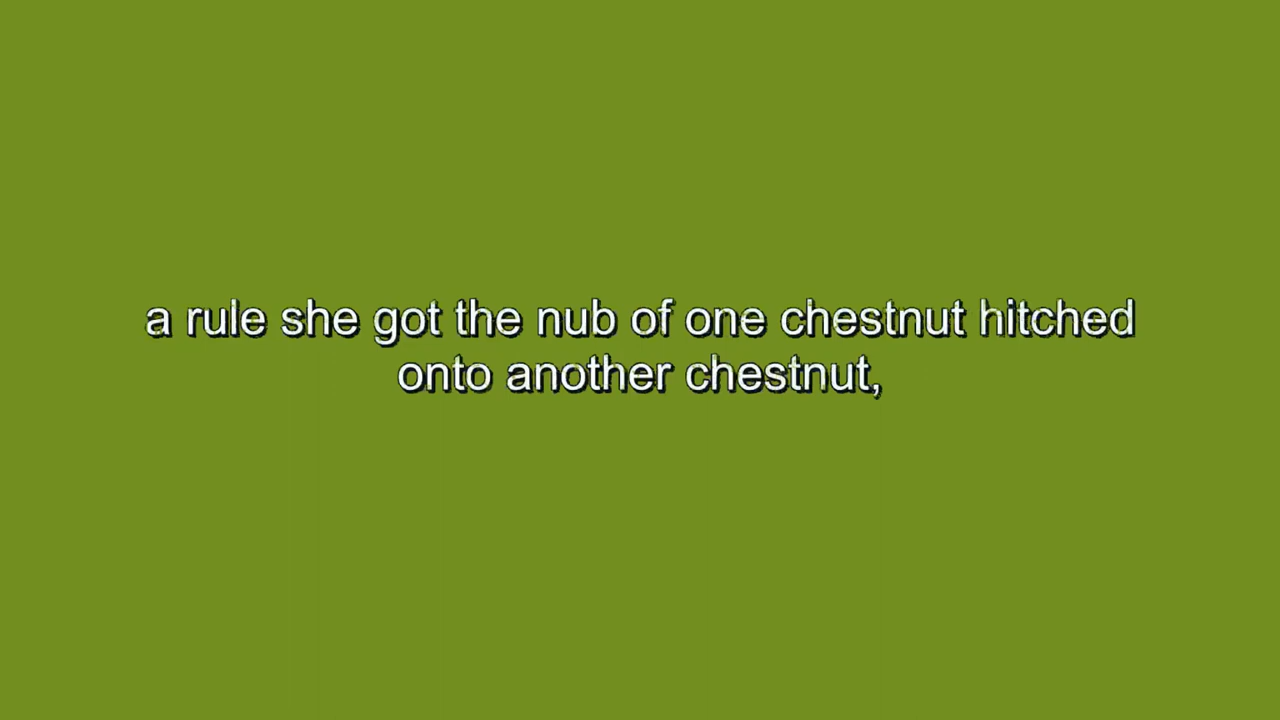 a rule she got the nub of one chestnut hitched
onto another chestnut,